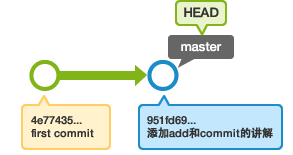 HEAD
master
4e77435...
first commit
951fd69...
添加add和commit的讲解